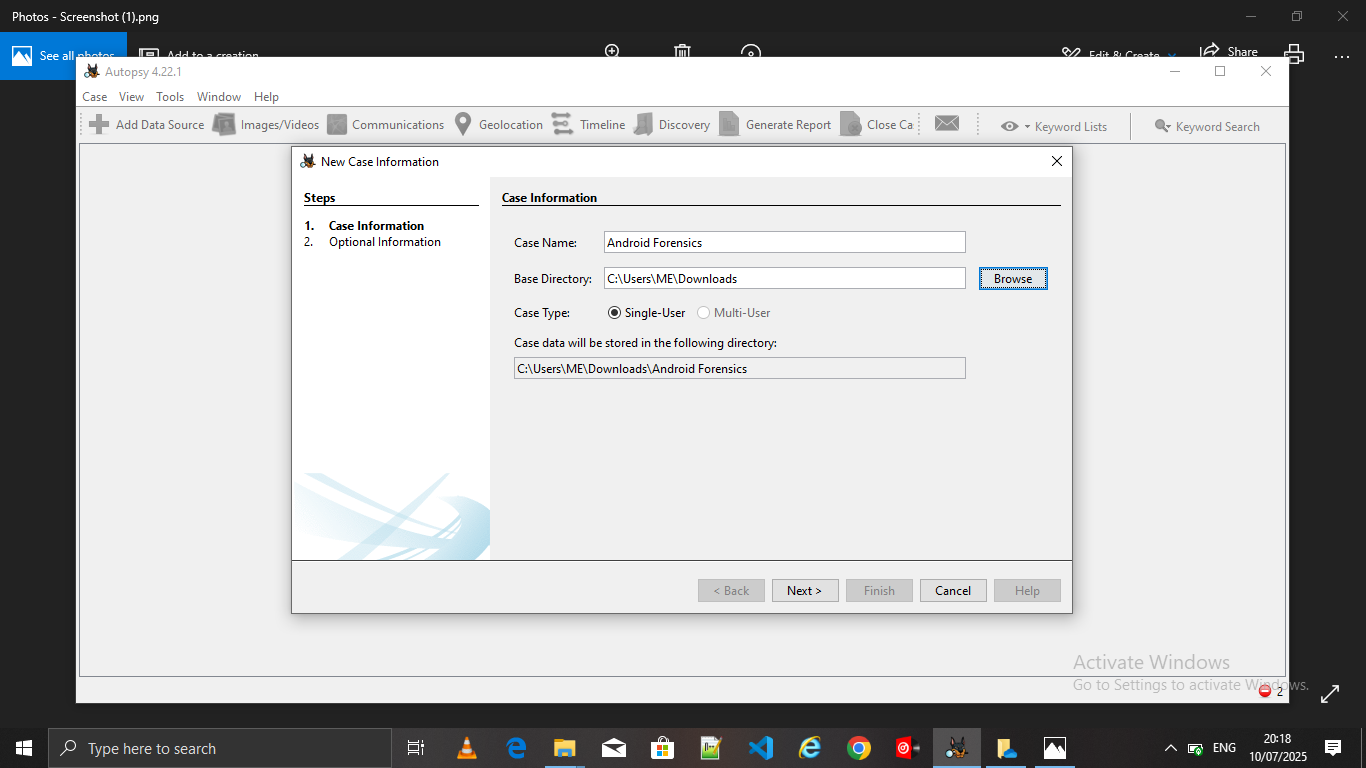 Photos - Screenshot (1).png
See all photos Add to a creation Edit & Create Share
Autopsy 4.22.1
Case View Tools Window Help
Add Data Source Images/Videos Communications Geolocation Timeline Discovery Generate Report Close Ca Keyword Lists Keyword Search
New Case Information
Steps
1. Case Information
2. Optional Information
Case Information
Case Name: Android Forensics
Base Directory: C:\Users\ME\Downloads Browse
Case Type: Single-User Multi-User
Case data will be stored in the following directory:
C:\Users\ME\Downloads\Android Forensics
< Back Next > Finish Cancel Help
Activate Windows
Go to Settings to activate Windows.
2
Type here to search
ENG
20:18
10/07/2025